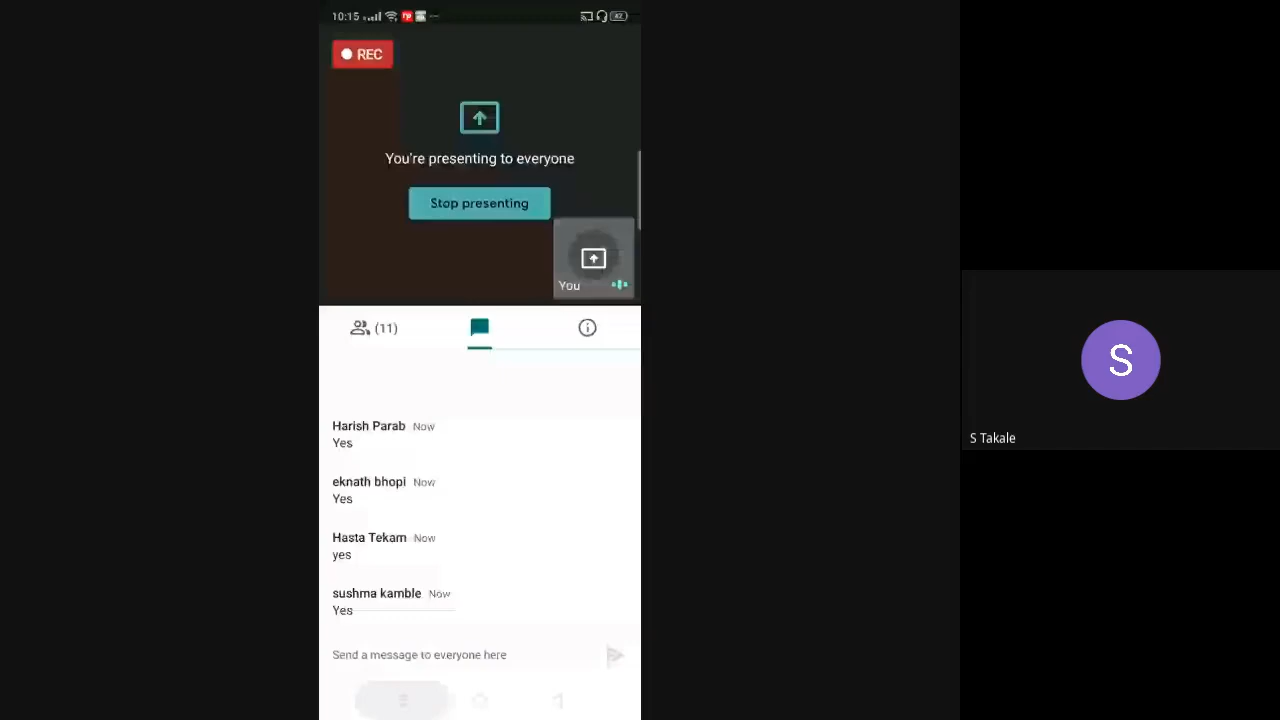 10:15
82
REC
You're presenting to everyone
Stop presenting
You
(11)
Harish Parab Now
Yes
eknath bhopi Now
Yes
Hasta Tekam Now
yes
sushma kamble Now
Yes
Send a message to everyone here
S
S Takale